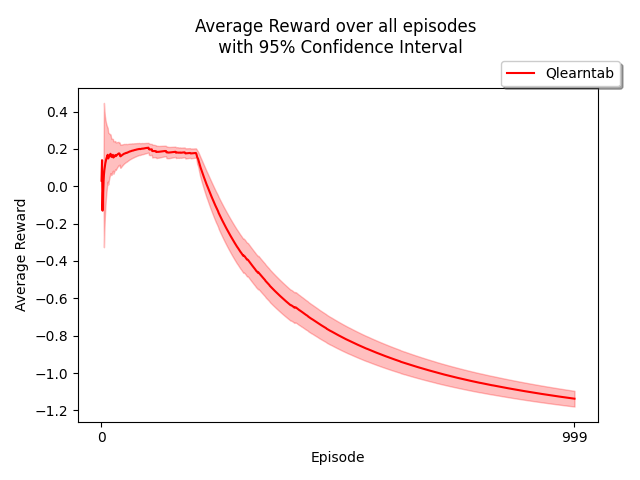 Average Reward over all episodes
with 95% Confidence Interval
Qlearntab
Average Reward
0.4
0.2
0.0
−0.2
−0.4
−0.6
−0.8
−1.0
−1.2
0
999
Episode